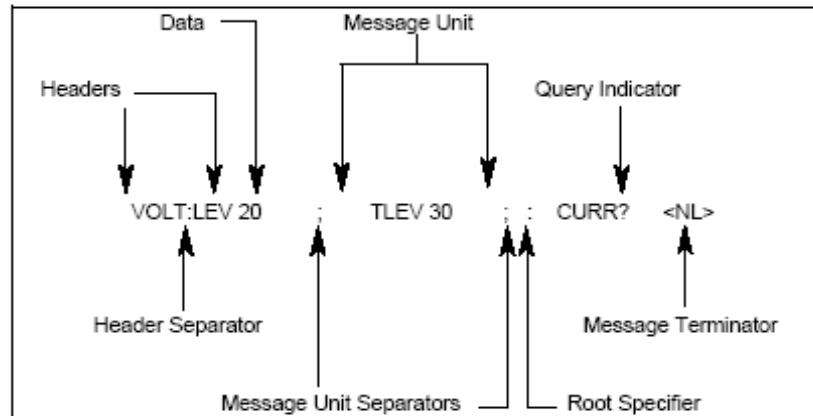 Data Message Unit
Headers Query Indicator
VOLT:LEV 20 ; TLEV 30 ; : CURR? <NL>
Header Separator Message Terminator
Message Unit Separators Root Specifier